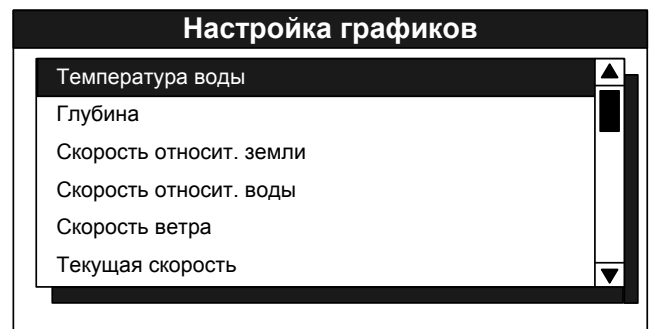 Настройка графиков
Температура воды
Глубина
Скорость относит. земли
Скорость относит. воды
Скорость ветра
Текущая скорость